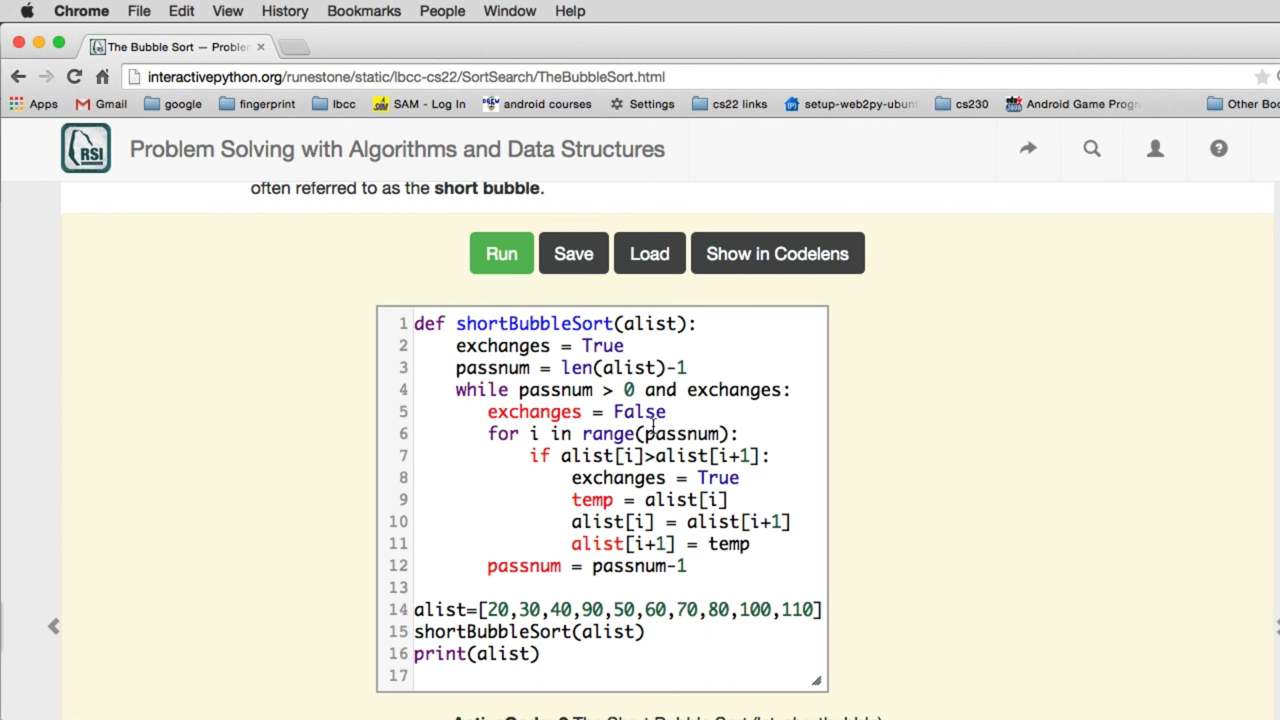 Chrome File Edit View History Bookmarks People Window Help
The Bubble Sort — Proble
interactivepython.org/runestone/static/lbcc-cs22/SortSearch/TheBubbleSort.html
Apps Gmail google fingerprint lbcc SAM - Log In android courses Settings cs22 links setup-web2py-ubunt cs230 Android Game Progr Other Boo
RSI Problem Solving with Algorithms and Data Structures
often referred to as the short bubble.
Run Save Load Show in Codelens
1 def shortBubbleSort(alist):
2 exchanges = True
3 passnum = len(alist)-1
4 while passnum > 0 and exchanges:
5 exchanges = False
6 for i in range(passnum):
7 if alist[i]>alist[i+1]:
8 exchanges = True
9 temp = alist[i]
10 alist[i] = alist[i+1]
11 alist[i+1] = temp
12 passnum = passnum-1
13
14 alist=[20,30,40,90,50,60,70,80,100,110]
15 shortBubbleSort(alist)
16 print(alist)
17